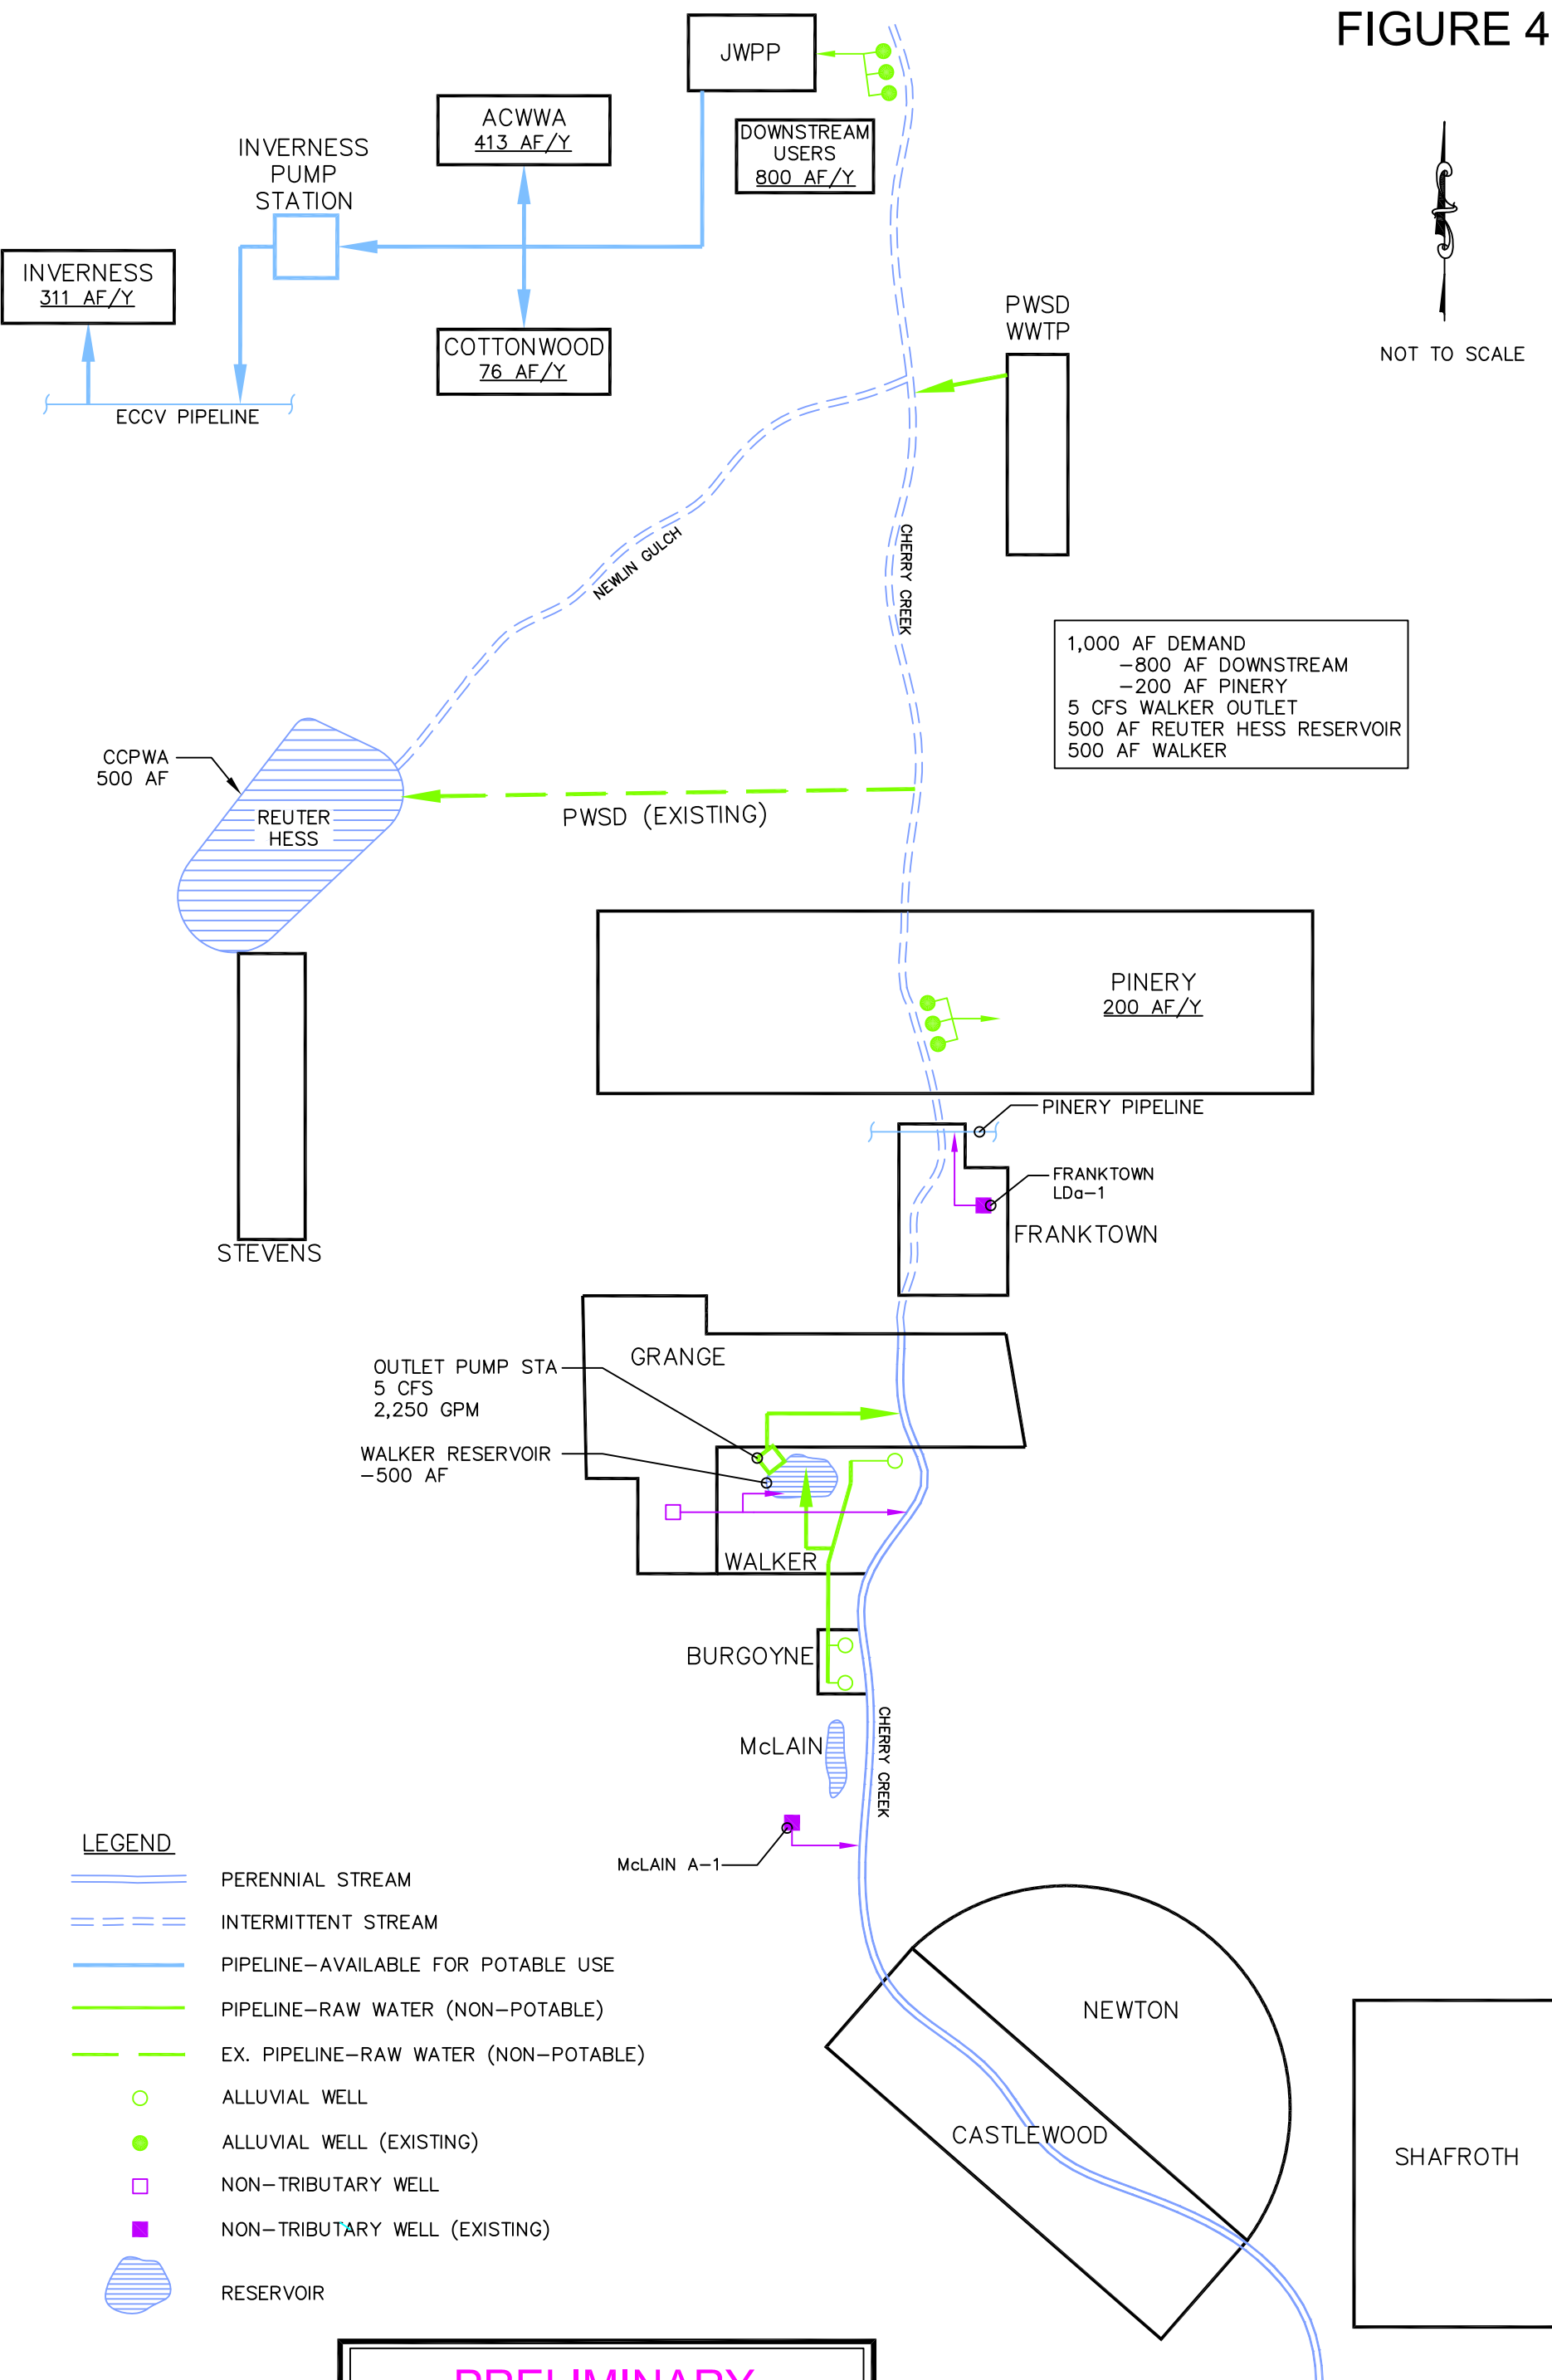 FIGURE 4
JWPP
ACWWA
413 AF/Y
DOWNSTREAM
USERS
800 AF/Y
INVERNESS
PUMP
STATION
INVERNESS
311 AF/Y
COTTONWOOD
76 AF/Y
ECCV PIPELINE
PWSD
WWTP
NOT TO SCALE
NEWLIN GULCH
CHERRY CREEK
1,000 AF DEMAND
-800 AF DOWNSTREAM
-200 AF PINERY
5 CFS WALKER OUTLET
500 AF REUTER HESS RESERVOIR
500 AF WALKER
CCPWA
500 AF
REUTER
HESS
PWSD (EXISTING)
PINERY
200 AF/Y
PINERY PIPELINE
FRANKTOWN
LDa-1
FRANKTOWN
STEVENS
GRANGE
OUTLET PUMP STA
5 CFS
2,250 GPM
WALKER RESERVOIR
-500 AF
WALKER
BURGOYNE
McLAIN
CHERRY CREEK
McLAIN A-1
LEGEND
PERENNIAL STREAM
INTERMITTENT STREAM
PIPELINE-AVAILABLE FOR POTABLE USE
PIPELINE-RAW WATER (NON-POTABLE)
EX. PIPELINE-RAW WATER (NON-POTABLE)
ALLUVIAL WELL
ALLUVIAL WELL (EXISTING)
NON-TRIBUTARY WELL
NON-TRIBUTARY WELL (EXISTING)
RESERVOIR
NEWTON
CASTLEWOOD
SHAFROTH
PRELIMINARY